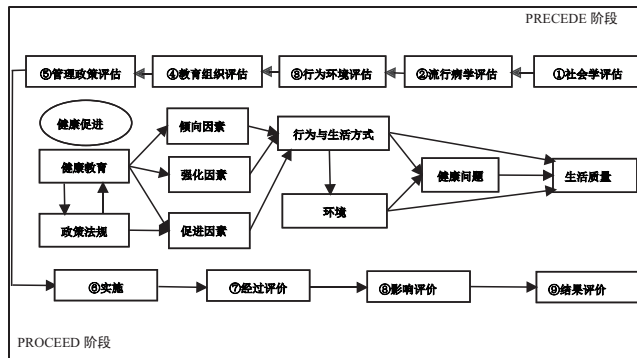 PRECEDE 阶段
⑤管理政策评估 ④教育组织评估 ③行为环境评估 ②流行病学评估 ①社会学评估
健康促进
倾向因素 行为与生活方式
健康教育 强化因素 健康问题 生活质量
政策法规 促进因素 环境
⑥实施 ⑦经过评价 ⑧影响评价 ⑨结果评价
PROCEED 阶段